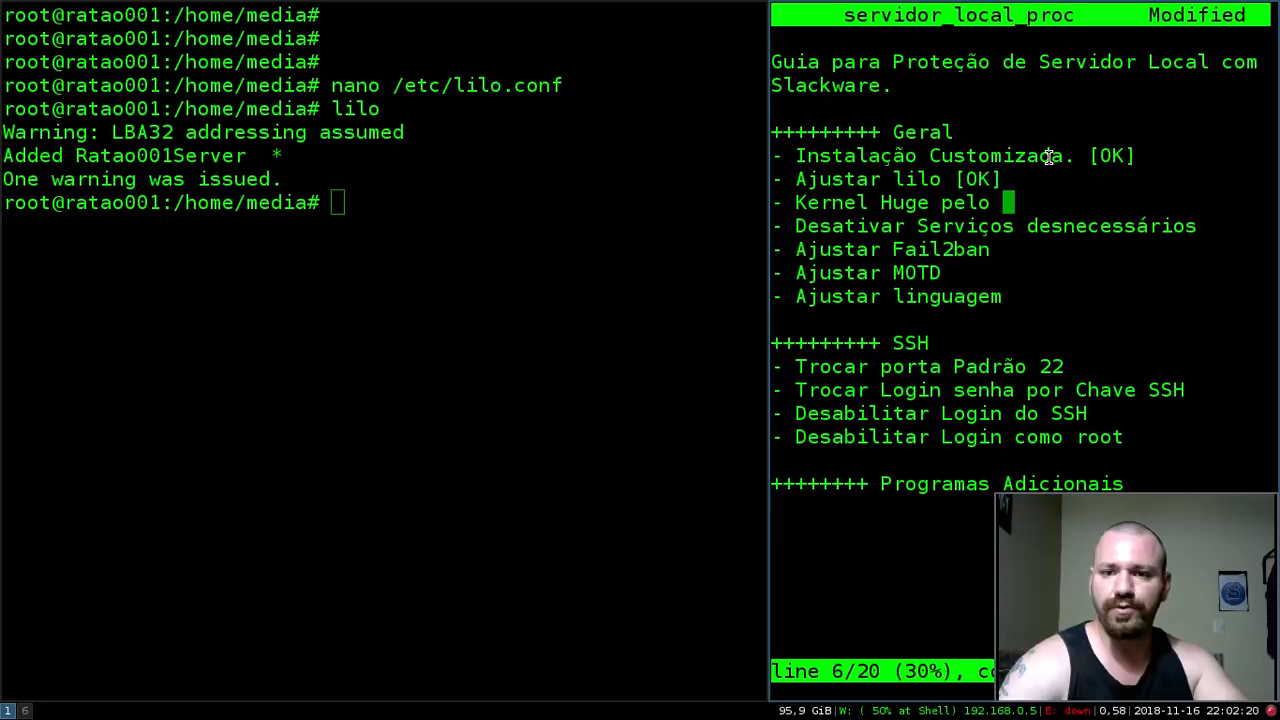 root@ratao001:/home/media#
root@ratao001:/home/media#
root@ratao001:/home/media#
root@ratao001:/home/media# nano /etc/lilo.conf
root@ratao001:/home/media# lilo
Warning: LBA32 addressing assumed
Added Ratao001Server  *
One warning was issued.
root@ratao001:/home/media#
servidor_local_proc Modified
Guia para Proteção de Servidor Local com
Slackware.
+++++++++ Geral
- Instalação Customizada. [OK]
- Ajustar lilo [OK]
- Kernel Huge pelo
- Desativar Serviços desnecessários
- Ajustar Fail2ban
- Ajustar MOTD
- Ajustar linguagem
+++++++++ SSH
- Trocar porta Padrão 22
- Trocar Login senha por Chave SSH
- Desabilitar Login do SSH
- Desabilitar Login como root
++++++++ Programas Adicionais
line 6/20 (30%), co
1 6 95,9 GiB|W: ( 50% at Shell) 192.168.0.5|E: down|0,58|2018-11-16 22:02:20